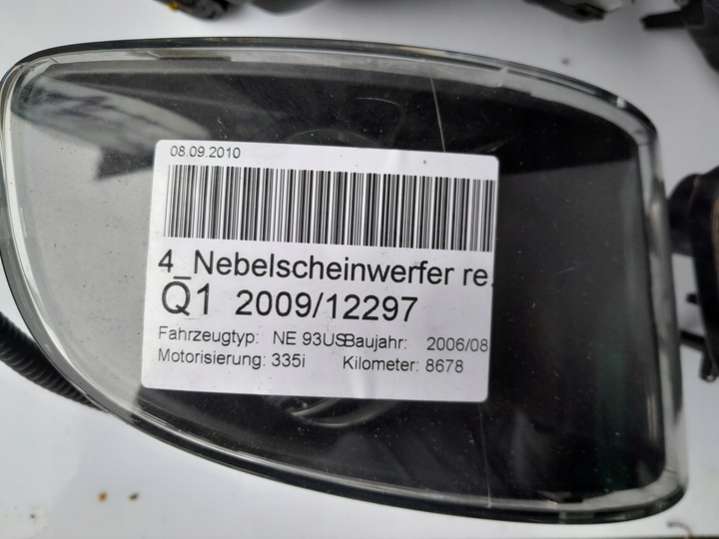 08.09.2010
4_Nebelscheinwerfer re.
Q1 2009/12297
Fahrzeugtyp: NE 93US Baujahr: 2006/08
Motorisierung: 335i Kilometer: 8678